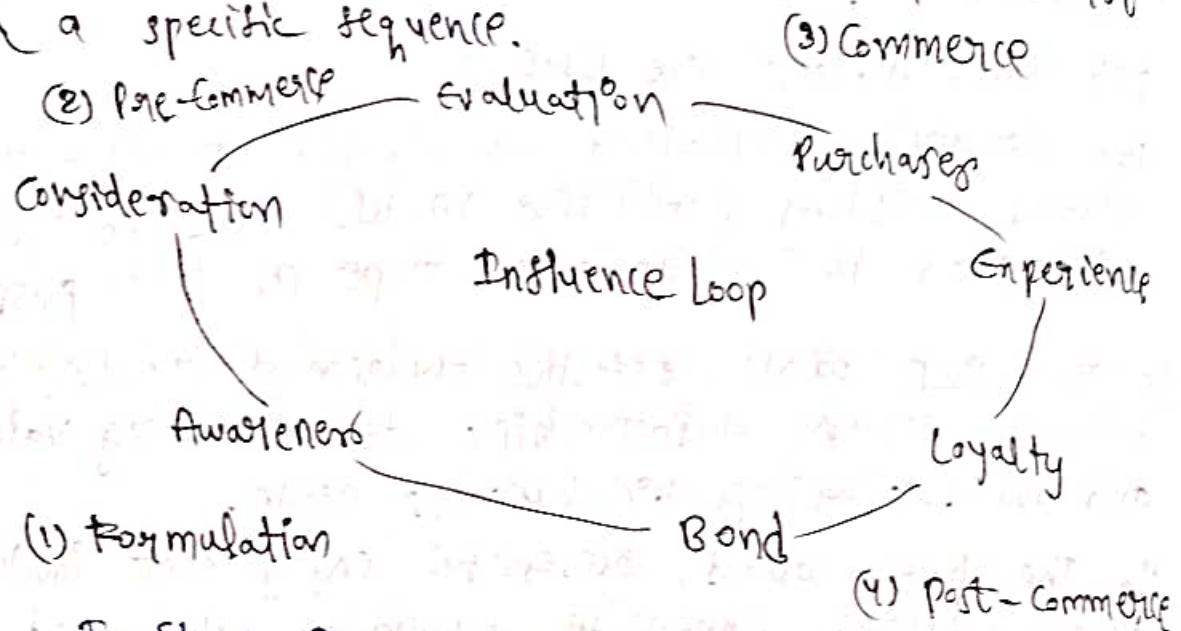 a specific sequence.
(3) Commerce
(2) Pre-Commerce
Evaluation
Purchases
Consideration
Influence Loop
Experience
Awareness
Loyalty
(1) Formulation
Bond
(4) Post-Commerce